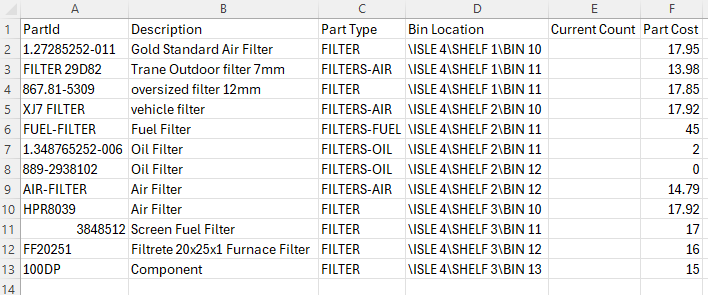 A B C D E F
1 PartId Description Part Type Bin Location Current Count Part Cost
2 1.27285252-011 Gold Standard Air Filter FILTER \ISLE 4\SHELF 1\BIN 10 17.95
3 FILTER 29D82 Trane Outdoor filter 7mm FILTERS-AIR \ISLE 4\SHELF 1\BIN 11 13.98
4 867.81-5309 oversized filter 12mm FILTER \ISLE 4\SHELF 1\BIN 11 17.85
5 XJ7 FILTER vehicle filter FILTERS-AIR \ISLE 4\SHELF 2\BIN 10 17.92
6 FUEL-FILTER Fuel Filter FILTERS-FUEL \ISLE 4\SHELF 2\BIN 11 45
7 1.348765252-006 Oil Filter FILTERS-OIL \ISLE 4\SHELF 2\BIN 11 2
8 889-2938102 Oil Filter FILTERS-OIL \ISLE 4\SHELF 2\BIN 12 0
9 AIR-FILTER Air Filter FILTERS-AIR \ISLE 4\SHELF 2\BIN 12 14.79
10 HPR8039 Air Filter FILTER \ISLE 4\SHELF 3\BIN 10 17.92
11 3848512 Screen Fuel Filter FILTER \ISLE 4\SHELF 3\BIN 11 17
12 FF20251 Filtrete 20x25x1 Furnace Filter FILTER \ISLE 4\SHELF 3\BIN 12 16
13 100DP Component FILTER \ISLE 4\SHELF 3\BIN 13 15
14